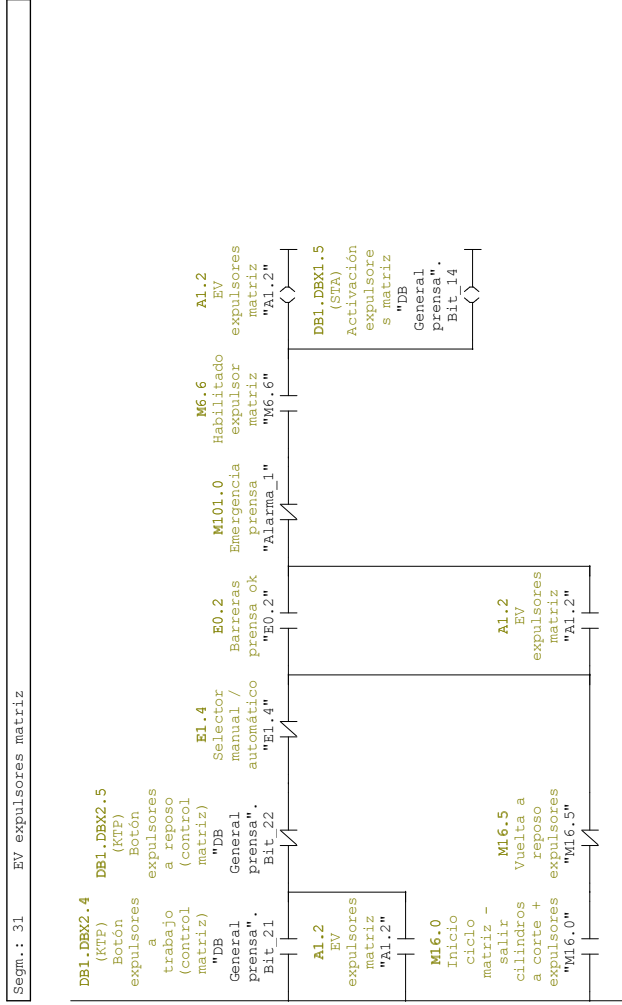 Segm.: 31 EV expulsores matriz
DB1.DBX2.4
(KTP)
Botón
expulsores
a
trabajo
(control
matriz)
"DB
General
prensa".
Bit_21
DB1.DBX2.5
(KTP)
Botón
expulsores
a reposo
(control
matriz)
"DB
General
prensa".
Bit_22
E1.4
Selector
manual /
automático
"E1.4"
E0.2
Barreras
prensa ok
"E0.2"
M101.0
Emergencia
prensa
"Alarma_1"
M6.6
Habilitado
expulsor
matriz
"M6.6"
A1.2
EV
expulsores
matriz
"A1.2"
A1.2
EV
expulsores
matriz
"A1.2"
DB1.DBX1.5
(STA)
Activación
expulsore
s matriz
"DB
General
prensa".
Bit_14
M16.0
Inicio
ciclo
matriz -
salir
cilindros
a corte +
expulsores
"M16.0"
M16.5
Vuelta a
reposo
expulsores
"M16.5"
A1.2
EV
expulsores
matriz
"A1.2"